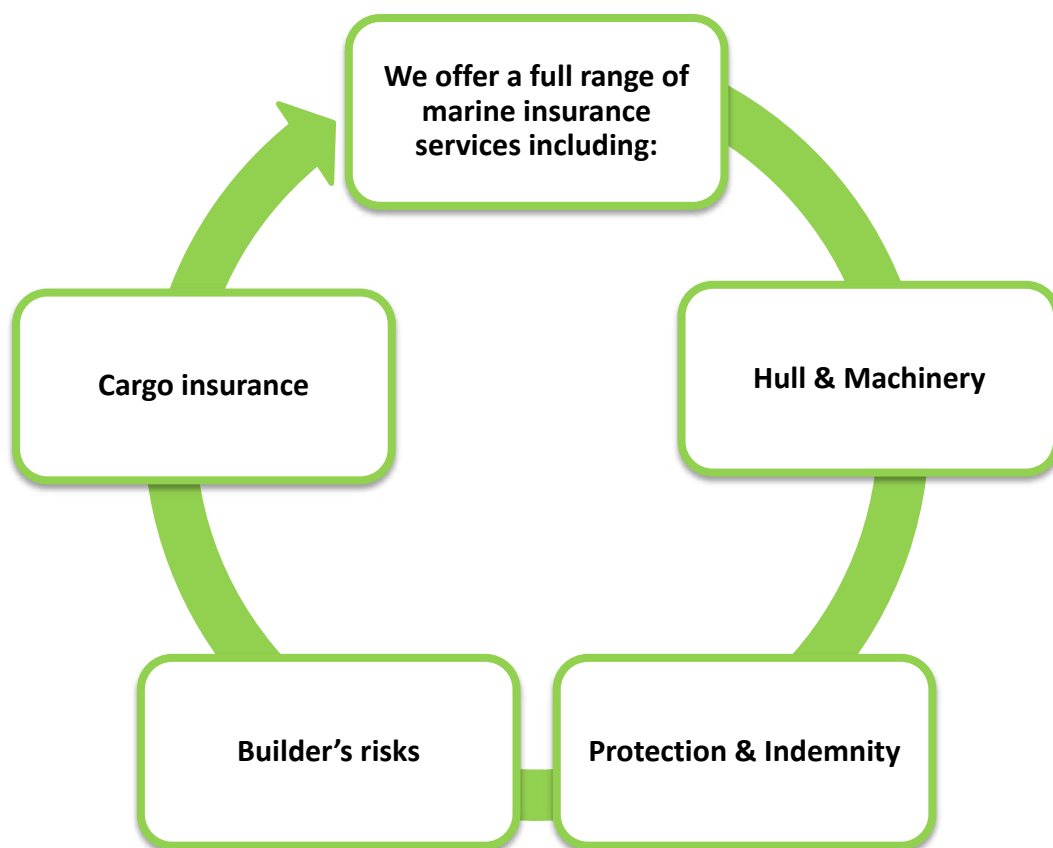 We offer a full range of
marine insurance
services including:
Hull & Machinery
Protection & Indemnity
Builder’s risks
Cargo insurance